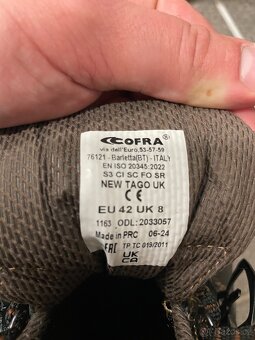 COFRA
via dell'Euro,53-57-59
76121 - Barletta(BT) - ITALY
EN ISO 20345:2022
S3 CI SC FO SR
NEW TAGO UK
CE
EU 42 UK 8
1163 ODL: 2033057
Made in PRC 06-24
EAC TP TC 019/2011
UK
CA